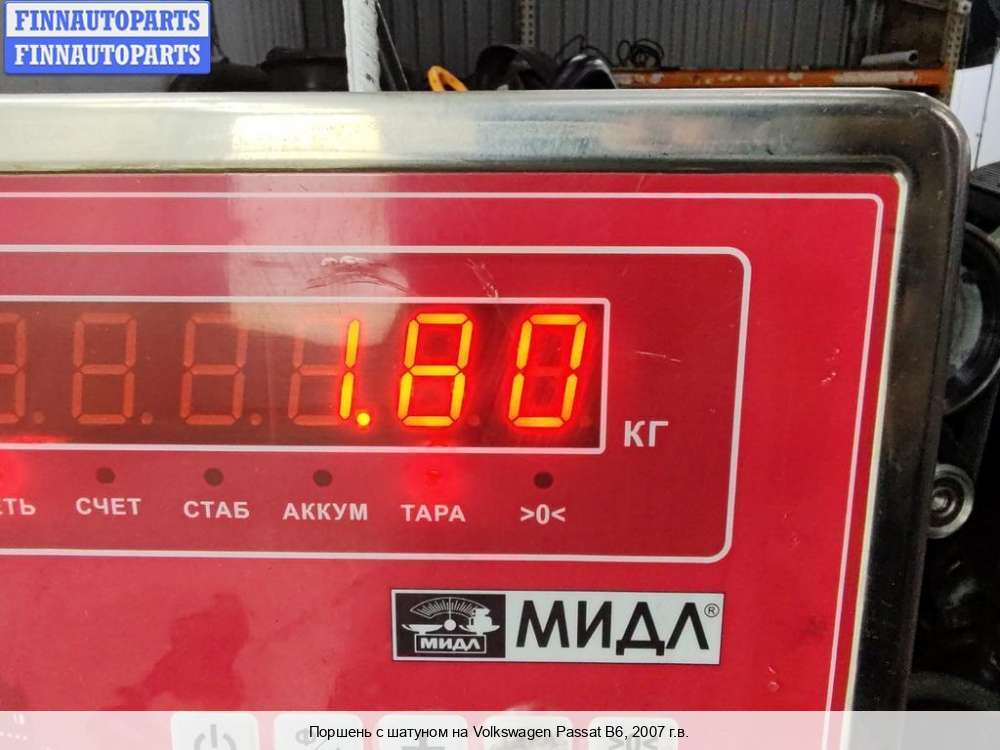 FINNAUTOPARTS
FINNAUTOPARTS
1.80
КГ
СЧЕТ СТАБ АККУМ ТАРА >0<
МИДЛ МИДЛ®
>0<
Поршень с шатуном на Volkswagen Passat B6, 2007 г.в.